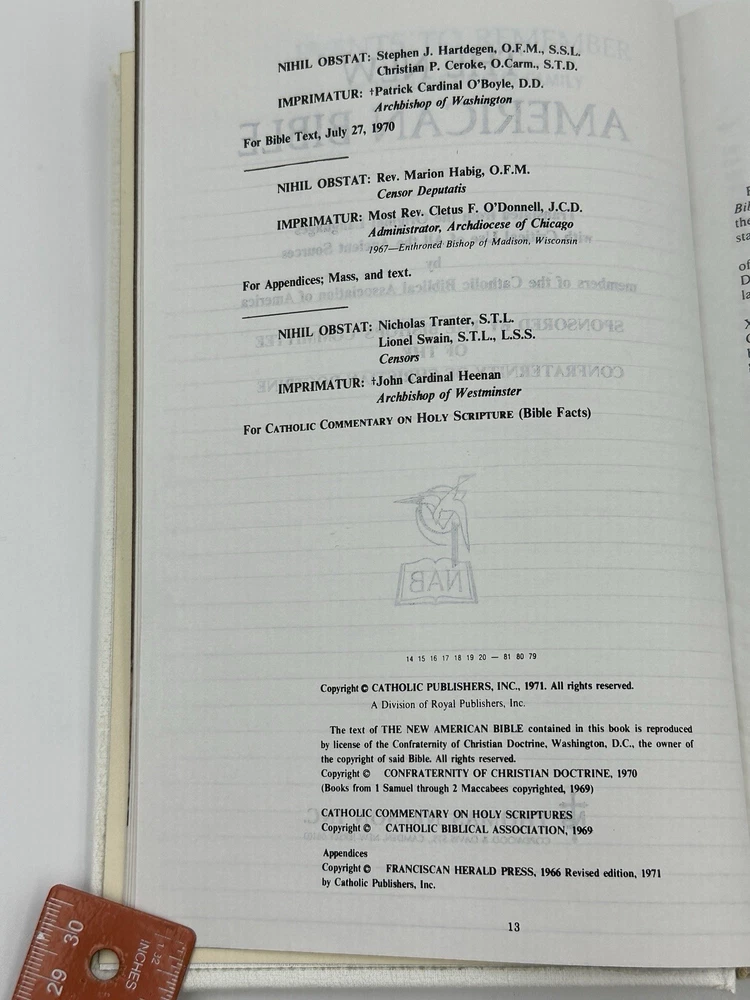 NIHIL OBSTAT: Stephen J. Hartdegen, O.F.M., S.S.L.
Christian P. Ceroke, O.Carm., S.T.D.
IMPRIMATUR: †Patrick Cardinal O'Boyle, D.D.
Archbishop of Washington
For Bible Text, July 27, 1970
NIHIL OBSTAT: Rev. Marion Habig, O.F.M.
Censor Deputatis
IMPRIMATUR: Most Rev. Cletus F. O'Donnell, J.C.D.
Administrator, Archdiocese of Chicago
1967—Enthroned Bishop of Madison, Wisconsin
For Appendices; Mass, and text.
NIHIL OBSTAT: Nicholas Tranter, S.T.L.
Lionel Swain, S.T.L., L.S.S.
Censors
IMPRIMATUR: †John Cardinal Heenan
Archbishop of Westminster
For CATHOLIC COMMENTARY ON HOLY SCRIPTURE (Bible Facts)
NAB
14 15 16 17 18 19 20 — 81 80 79
Copyright © CATHOLIC PUBLISHERS, INC., 1971. All rights reserved.
A Division of Royal Publishers, Inc.
The text of THE NEW AMERICAN BIBLE contained in this book is reproduced
by license of the Confraternity of Christian Doctrine, Washington, D.C., the owner of
the copyright of said Bible. All rights reserved.
Copyright © CONFRATERNITY OF CHRISTIAN DOCTRINE, 1970
(Books from 1 Samuel through 2 Maccabees copyrighted, 1969)
CATHOLIC COMMENTARY ON HOLY SCRIPTURES
Copyright © CATHOLIC BIBLICAL ASSOCIATION, 1969
Appendices
Copyright © FRANCISCAN HERALD PRESS, 1966 Revised edition, 1971
by Catholic Publishers, Inc.
13
29 30
INCHES
1-32